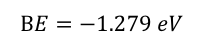 BE = −1.279 eV